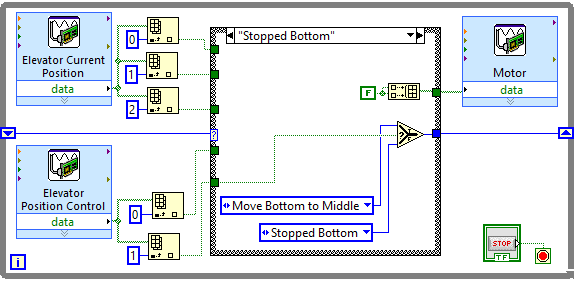 Elevator Current
Position
data
0
1
2
"Stopped Bottom"
F
Motor
data
?
Elevator
Position Control
data
0
1
Move Bottom to Middle
Stopped Bottom
F
STOP
TF
i